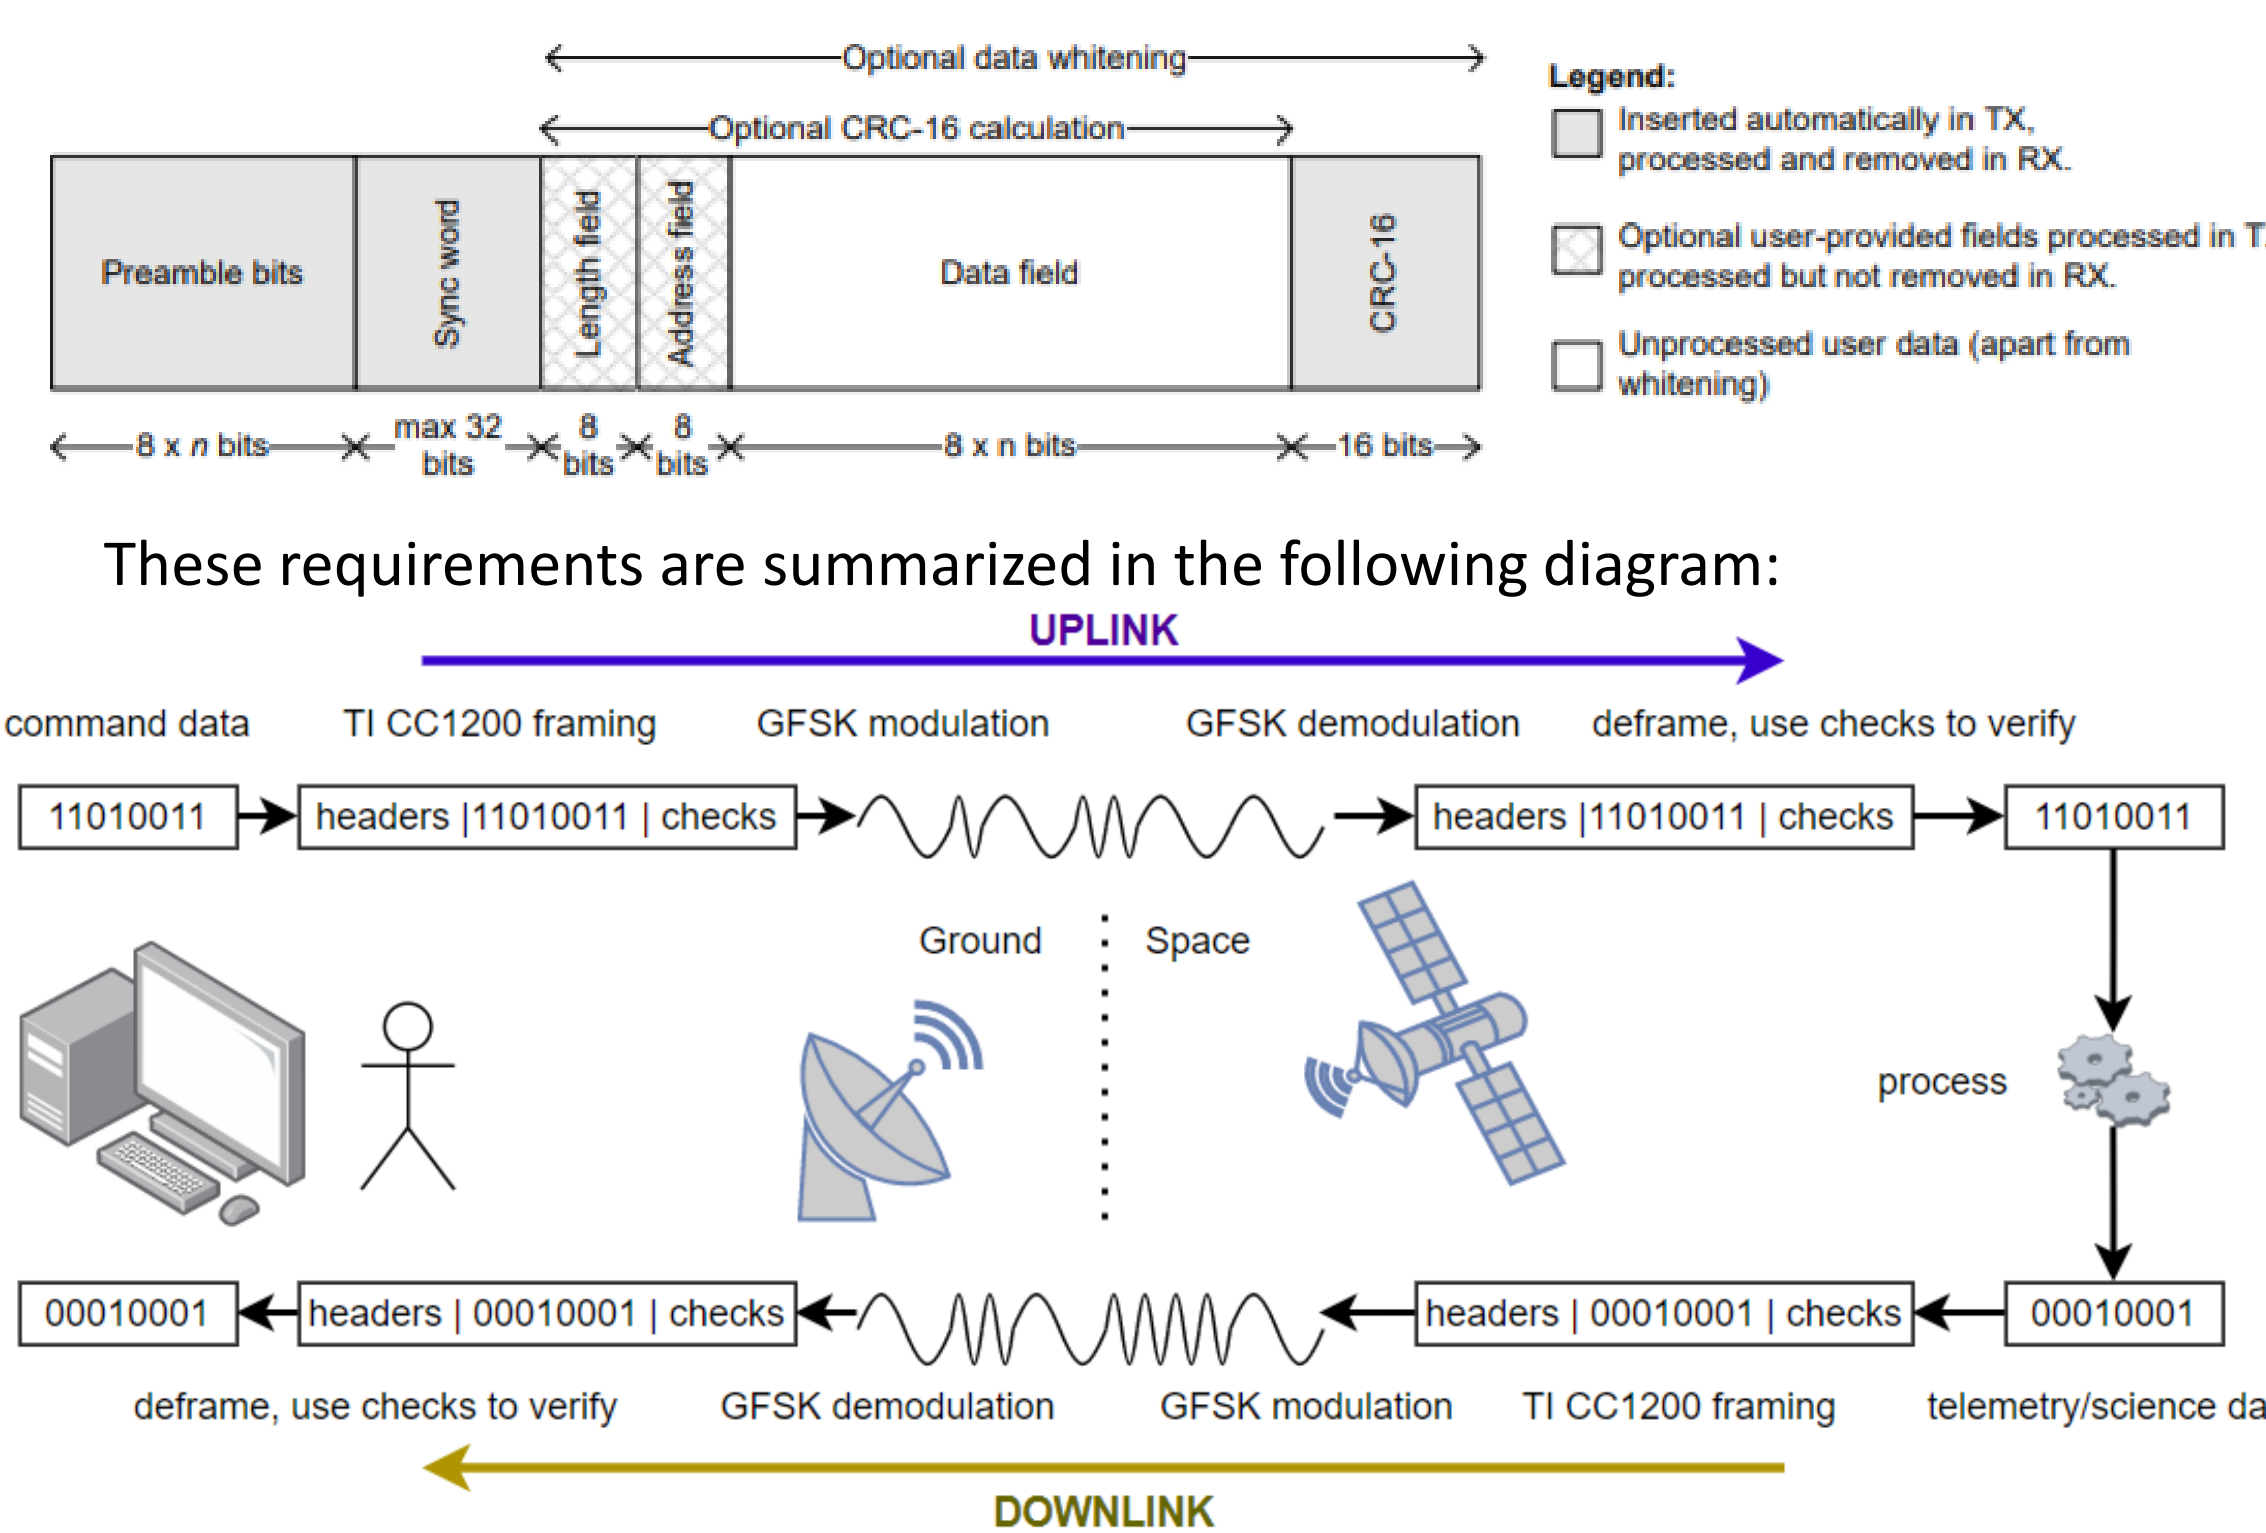 Optional data whitening
Optional CRC-16 calculation
Preamble bits
Sync word
Length field
Address field
Data field
CRC-16
8 x n bits
max 32
bits
8
bits
8
bits
8 x n bits
16 bits
Legend:
Inserted automatically in TX,
processed and removed in RX.
Optional user-provided fields processed in T
processed but not removed in RX.
Unprocessed user data (apart from
whitening)
These requirements are summarized in the following diagram:
UPLINK
command data
TI CC1200 framing
GFSK modulation
GFSK demodulation
deframe, use checks to verify
11010011
headers |11010011 | checks
headers |11010011 | checks
11010011
Ground
Space
process
00010001
headers | 00010001 | checks
headers | 00010001 | checks
00010001
deframe, use checks to verify
GFSK demodulation
GFSK modulation
TI CC1200 framing
telemetry/science da
DOWNLINK